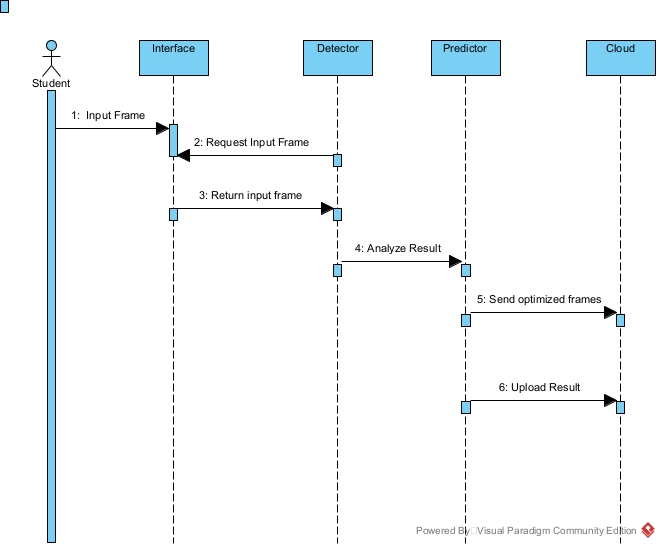 Interface
Detector
Predictor
Cloud
Student
1: Input Frame
2: Request Input Frame
3: Return input frame
4: Analyze Result
5: Send optimized frames
6: Upload Result
Powered By Visual Paradigm Community Edition